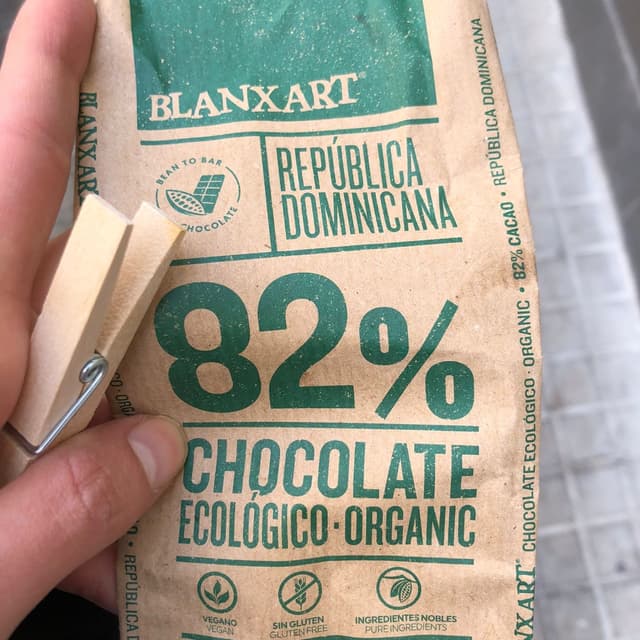 BLANXART®
BEAN TO BAR
CHOCOLATE
REPÚBLICA
DOMINICANA
82%
CHOCOLATE
ECOLÓGICO · ORGANIC
VEGANO
VEGAN
SIN GLUTEN
GLUTEN FREE
INGREDIENTES NOBLES
PURE INGREDIENTS
BLANXART
REPÚBLICA
CHOCOLATE ECOLÓGICO · ORGANIC · 82% CACAO · REPÚBLICA DOMINICANA